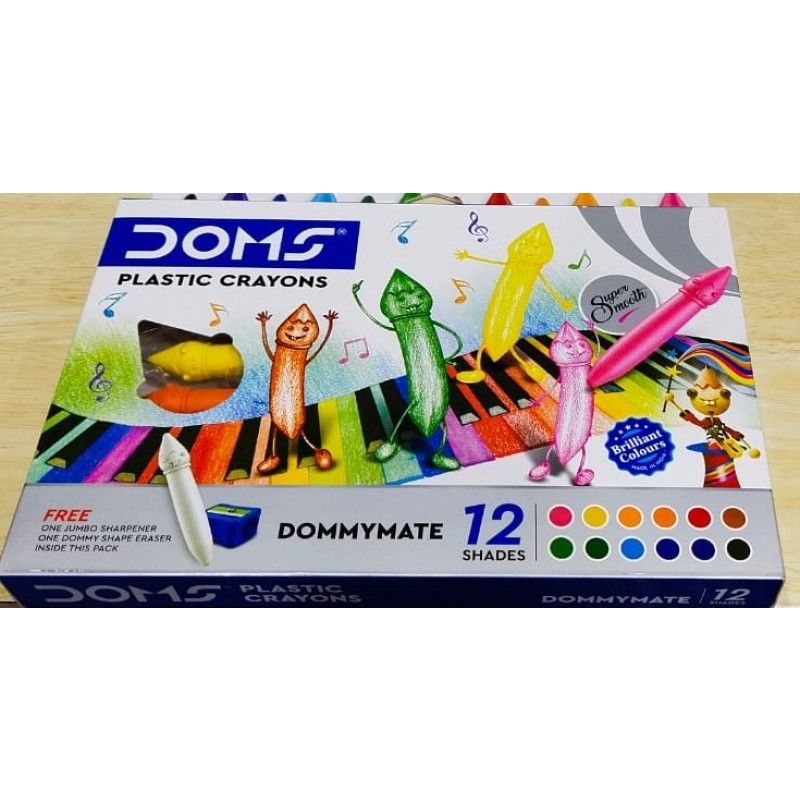 DOMS®
PLASTIC CRAYONS
Super
Smooth
Brilliant
Colours
MADE IN INDIA
FREE
ONE JUMBO SHARPENER
ONE DOMMY SHAPE ERASER
INSIDE THIS PACK
DOMMYMATE
12
SHADES
DOMS
PLASTIC
CRAYONS
DOMMYMATE
12
SHADES